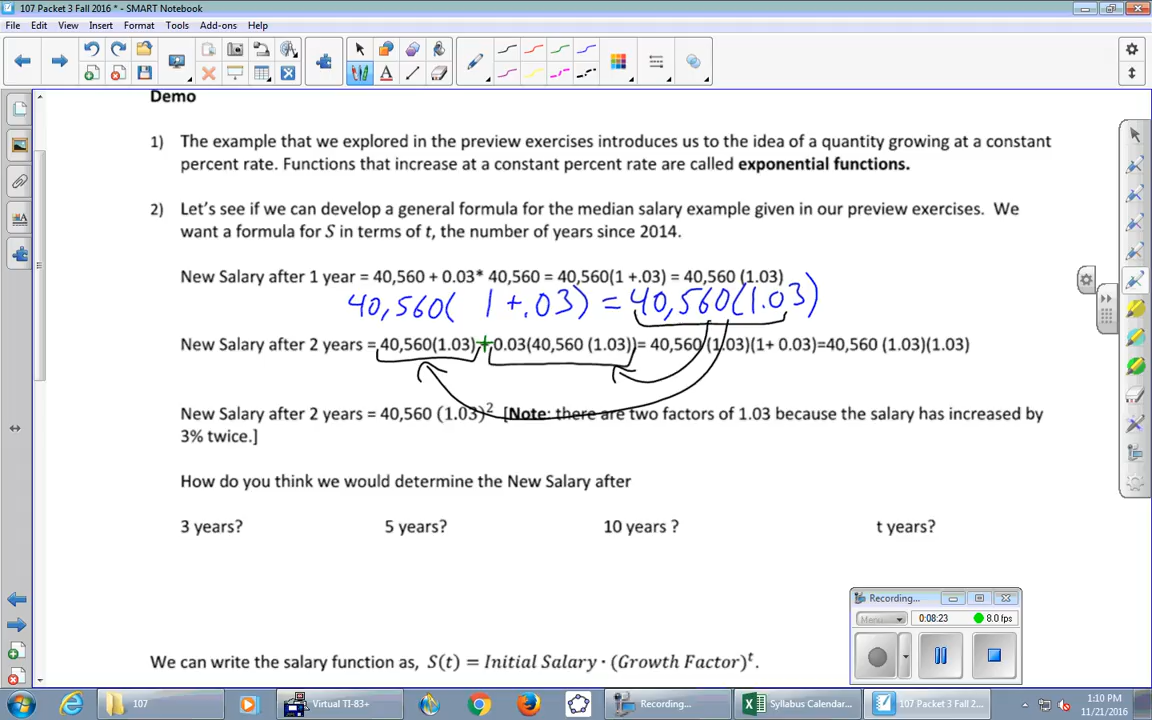 107 Packet 3 Fall 2016 * - SMART Notebook
File Edit View Insert Format Tools Add-ons Help
Demo
1) The example that we explored in the preview exercises introduces us to the idea of a quantity growing at a constant
percent rate. Functions that increase at a constant percent rate are called exponential functions.
2) Let's see if we can develop a general formula for the median salary example given in our preview exercises. We
want a formula for S in terms of t, the number of years since 2014.
New Salary after 1 year = 40,560 + 0.03* 40,560 = 40,560(1 +.03) = 40,560 (1.03)
40,560( 1 +.03) = 40,560(1.03)
New Salary after 2 years = 40,560(1.03) + 0.03(40,560 (1.03))= 40,560 (1.03)(1+ 0.03)=40,560 (1.03)(1.03)
New Salary after 2 years = 40,560 (1.03)² [Note: there are two factors of 1.03 because the salary has increased by
3% twice.]
How do you think we would determine the New Salary after
3 years? 5 years? 10 years ? t years?
Recording...
Menu...
0:08:23 8.0 fps
We can write the salary function as, S(t) = Initial Salary · (Growth Factor)ᵗ.
107 Virtual TI-83+ Recording... Syllabus Calendar... 107 Packet 3 Fall 2...
1:10 PM
11/21/2016